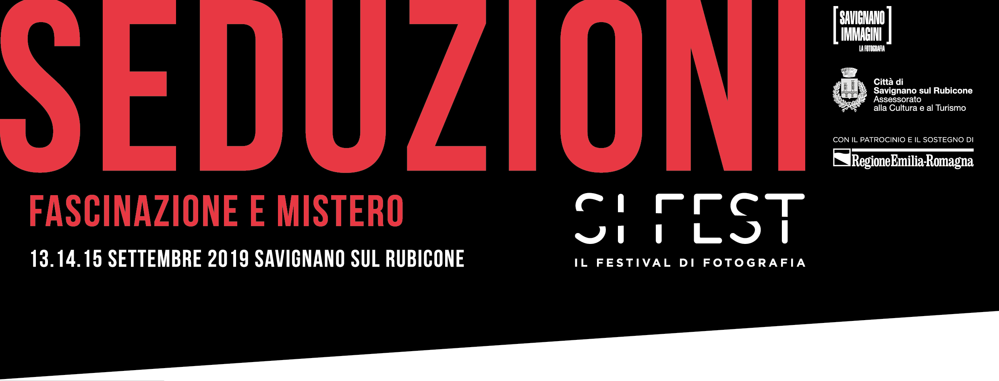 SEDUZIONI
FASCINAZIONE E MISTERO
13.14.15 SETTEMBRE 2019 SAVIGNANO SUL RUBICONE
SI FEST
IL FESTIVAL DI FOTOGRAFIA
SAVIGNANO
IMMAGINI
LA FOTOGRAFIA
Città di
Savignano sul Rubicone
Assessorato
alla Cultura e al Turismo
CON IL PATROCINIO E IL SOSTEGNO DI
RegioneEmilia-Romagna